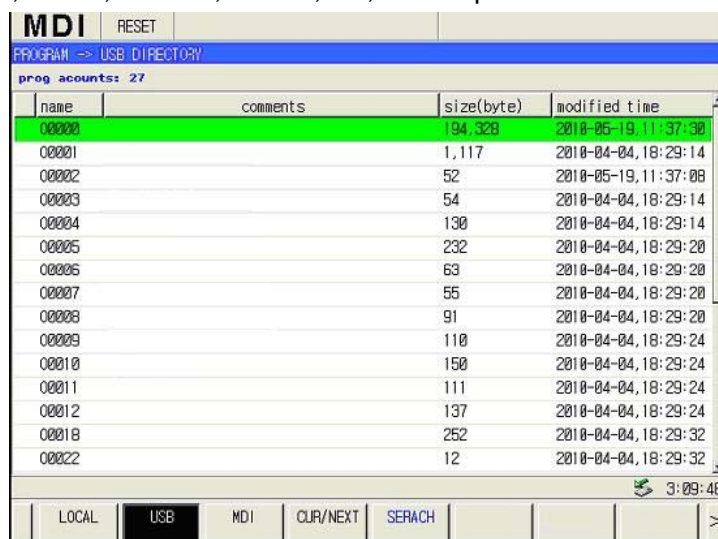 MDI RESET
PROGRAM -> USB DIRECTORY
prog acounts: 27
name comments size(byte) modified time
O0000 194,328 2010-05-19,11:37:30
O0001 1,117 2010-04-04,18:29:14
O0002 52 2010-05-19,11:37:08
O0003 54 2010-04-04,18:29:14
O0004 130 2010-04-04,18:29:14
O0005 232 2010-04-04,18:29:20
O0006 63 2010-04-04,18:29:20
O0007 55 2010-04-04,18:29:20
O0008 91 2010-04-04,18:29:20
O0009 110 2010-04-04,18:29:24
O0010 150 2010-04-04,18:29:24
O0011 111 2010-04-04,18:29:24
O0012 137 2010-04-04,18:29:24
O0018 252 2010-04-04,18:29:32
O0022 12 2010-04-04,18:29:32
3:09:46
LOCAL USB MDI CUR/NEXT SERACH >